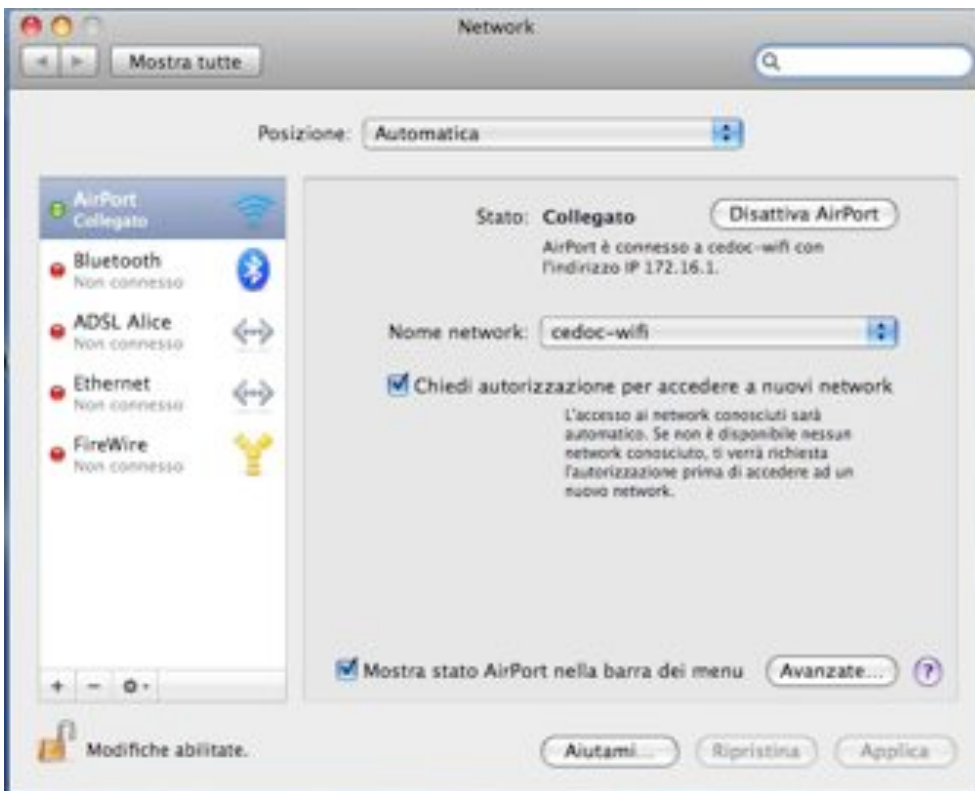 Network
Mostra tutte
Posizione: Automatica
AirPort
Collegato
Bluetooth
Non connesso
ADSL Alice
Non connesso
Ethernet
Non connesso
FireWire
Non connesso
Stato: Collegato
Disattiva AirPort
AirPort è connesso a cedoc-wifi con
l'indirizzo IP 172.16.1.
Nome network: cedoc-wifi
Chiedi autorizzazione per accedere a nuovi network
L'accesso ai network conosciuti sarà
automatico. Se non è disponibile nessun
network conosciuto, ti verrà richiesta
l'autorizzazione prima di accedere ad un
nuovo network.
Mostra stato AirPort nella barra dei menu
Avanzate...
?
+ -
Modifiche abilitate.
Aiutami...
Ripristina
Applica